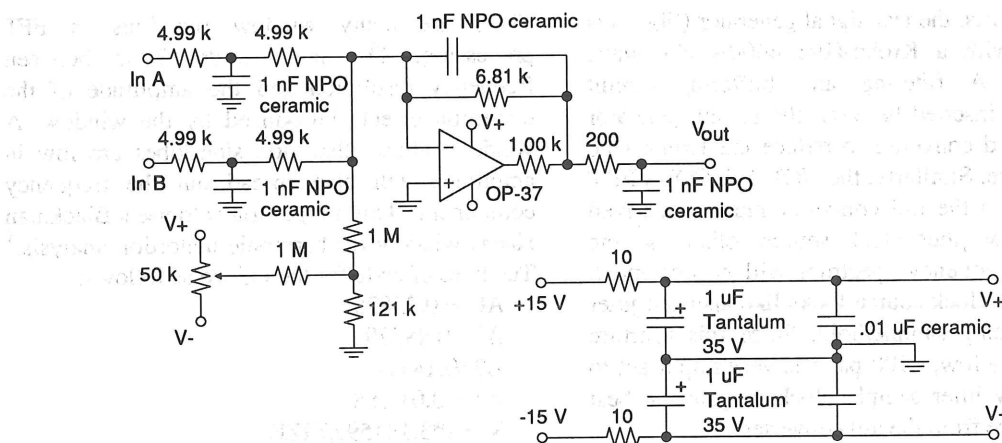 1 nF NPO ceramic
4.99 k
4.99 k
In A
1 nF NPO
ceramic
6.81 k
V+
4.99 k
4.99 k
1.00 k
200
Vout
In B
1 nF NPO
ceramic
OP-37
1 nF NPO
ceramic
V+
1 M
1 M
50 k
V-
121 k
10
+15 V
V+
+
1 uF
Tantalum
35 V
.01 uF ceramic
+
1 uF
Tantalum
35 V
-15 V
10
V-